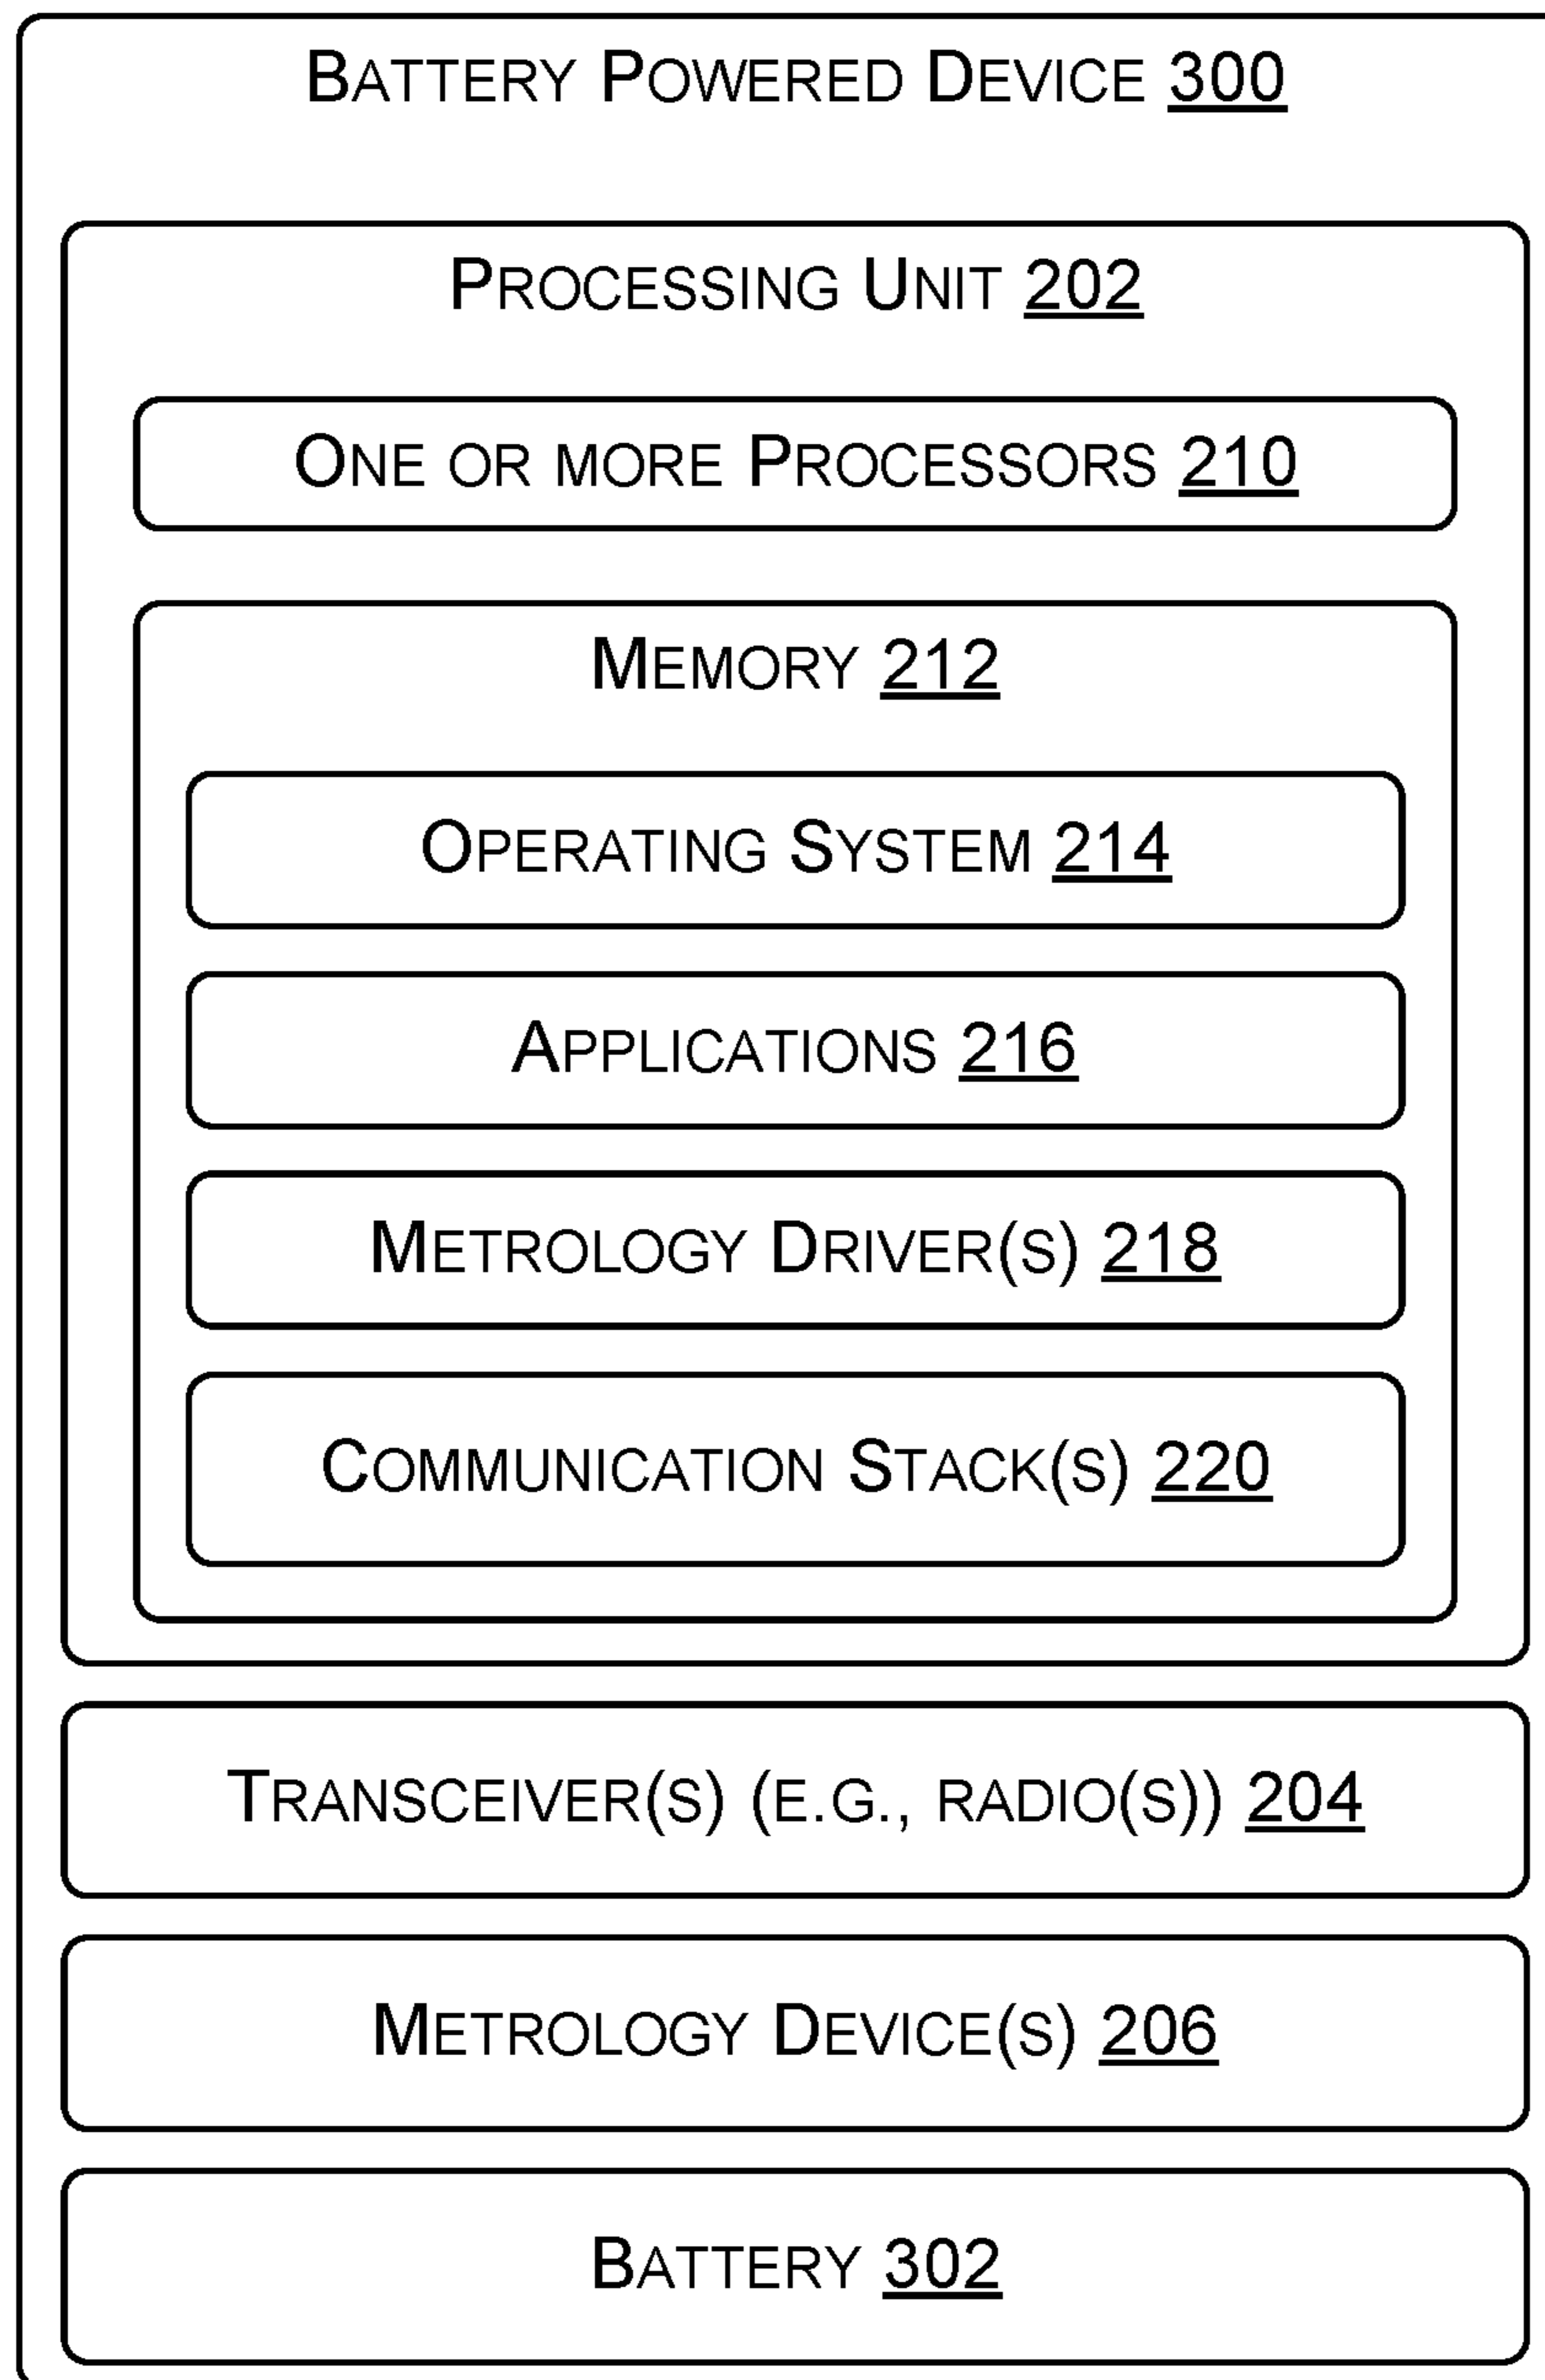 BATTERY POWERED DEVICE 300
PROCESSING UNIT 202
ONE OR MORE PROCESSORS 210
MEMORY 212
OPERATING SYSTEM 214
APPLICATIONS 216
METROLOGY DRIVER(S) 218
COMMUNICATION STACK(S) 220
TRANSCEIVER(S) (E.G., RADIO(S)) 204
METROLOGY DEVICE(S) 206
BATTERY 302